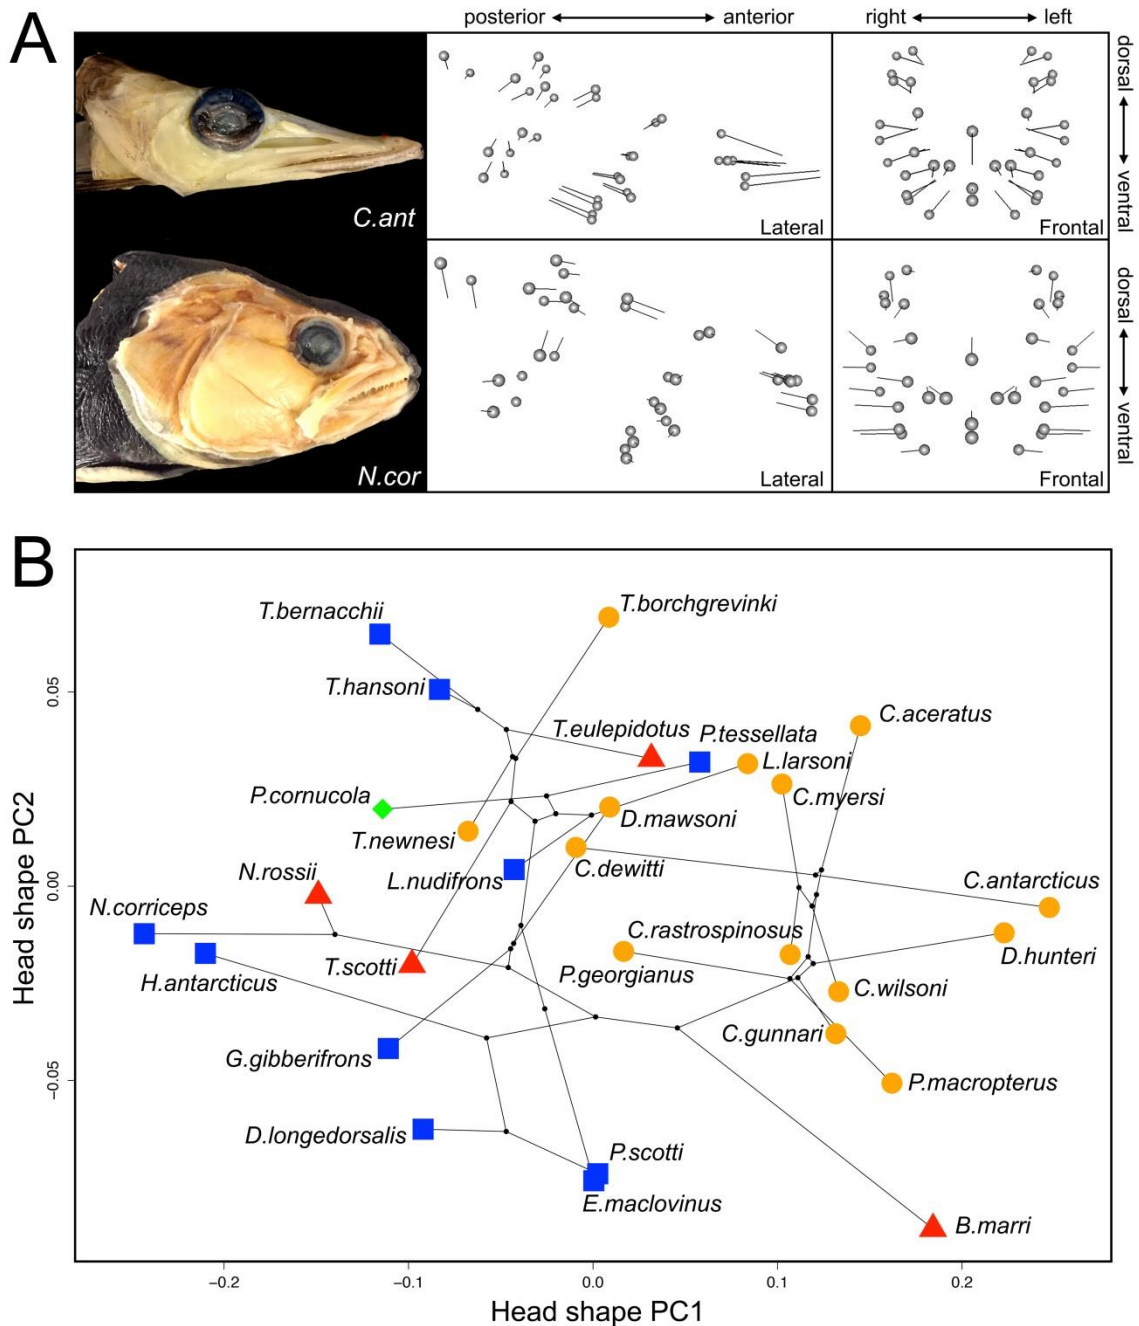 A
posterior anterior
right left
C.ant
Lateral
Frontal
dorsal ventral
N.cor
Lateral
Frontal
dorsal ventral
B
T.borchgrevinki
T.bernacchii
T.hansoni
C.aceratus
T.eulepidotus
P.tessellata
L.larsoni
P.cornucola
C.myersi
D.mawsoni
T.newnesi
C.dewitti
N.rossii
L.nudifrons
C.antarcticus
N.corriceps
C.rastrospinosus
D.hunteri
T.scotti
P.georgianus
H.antarcticus
C.wilsoni
C.gunnari
G.gibberifrons
P.macropterus
D.longedorsalis
P.scotti
E.maclovinus
B.marri
0.05
0.00
−0.05
Head shape PC2
−0.2 −0.1 0.0 0.1 0.2
Head shape PC1